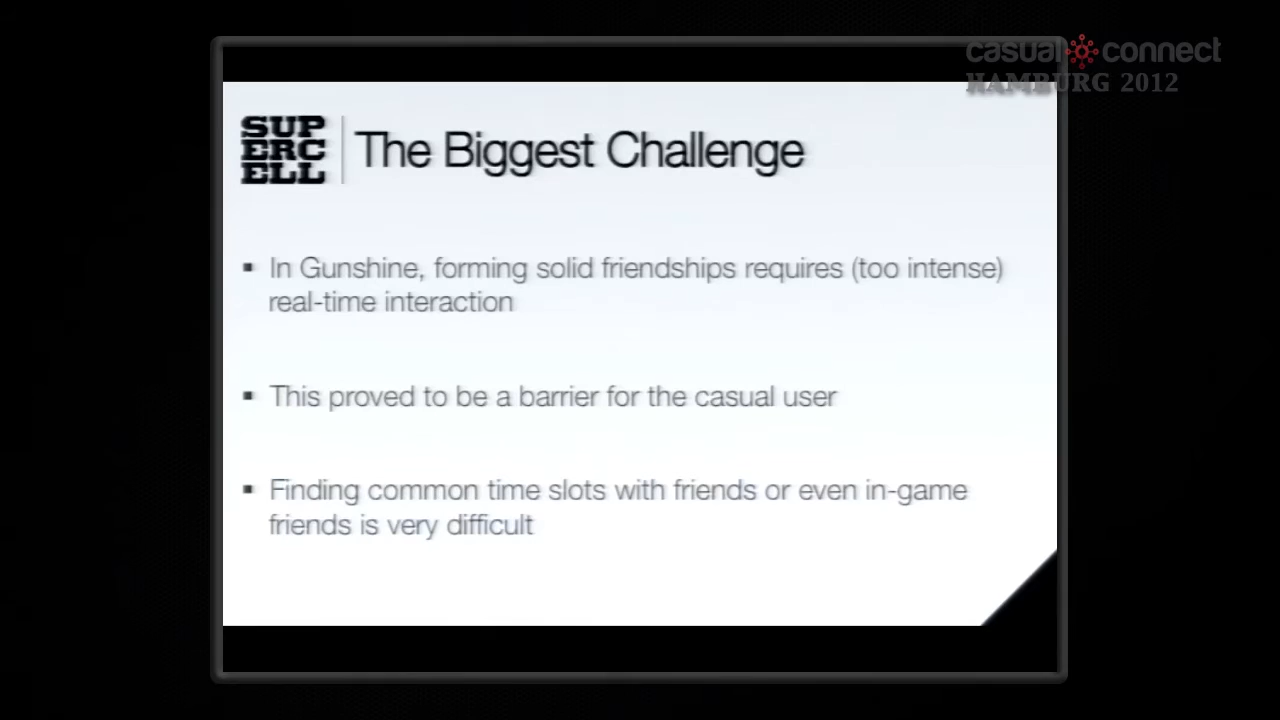 casual connect
HAMBURG 2012
SUP
ERC
ELL
The Biggest Challenge
▪ In Gunshine, forming solid friendships requires (too intense)
real-time interaction
▪ This proved to be a barrier for the casual user
▪ Finding common time slots with friends or even in-game
friends is very difficult